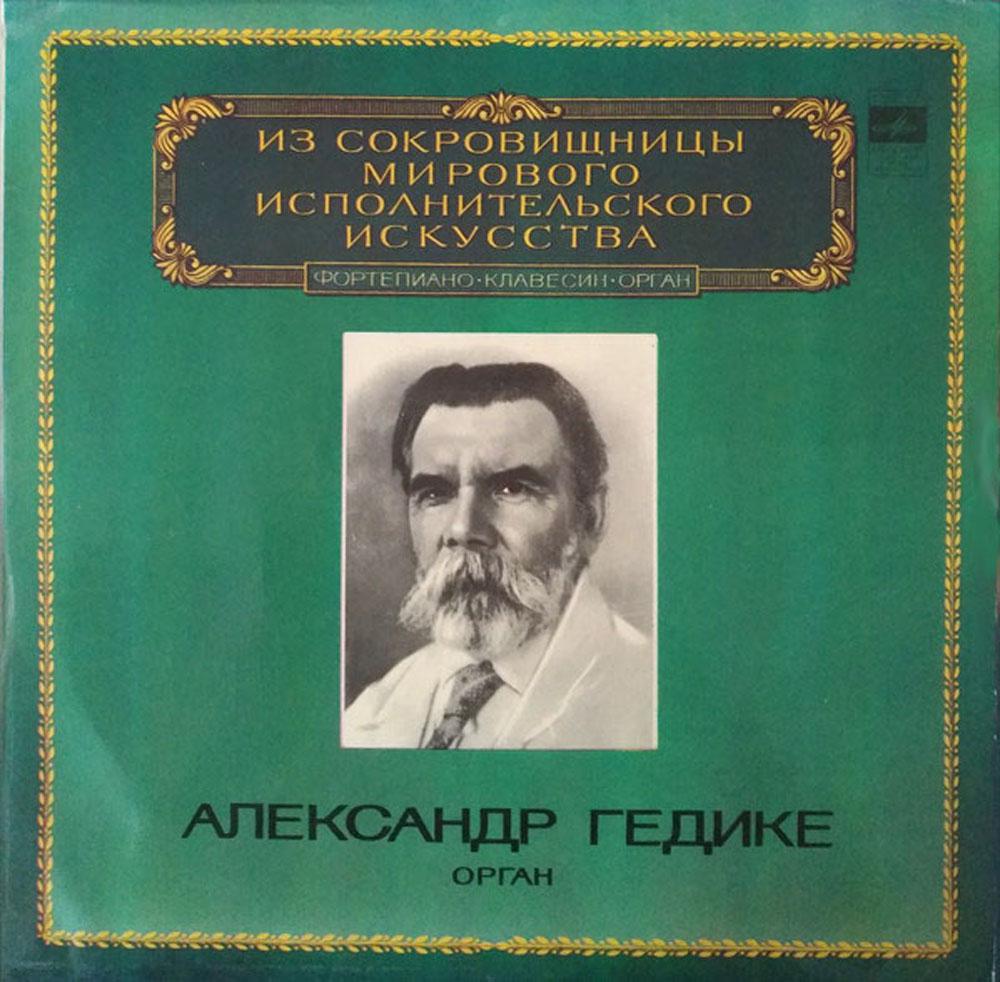 ИЗ СОКРОВИЩНИЦЫ
МИРОВОГО
ИСПОЛНИТЕЛЬСКОГО
ИСКУССТВА
ФОРТЕПИАНО·КЛАВЕСИН·ОРГАН
АЛЕКСАНДР ГЕДИКЕ
ОРГАН